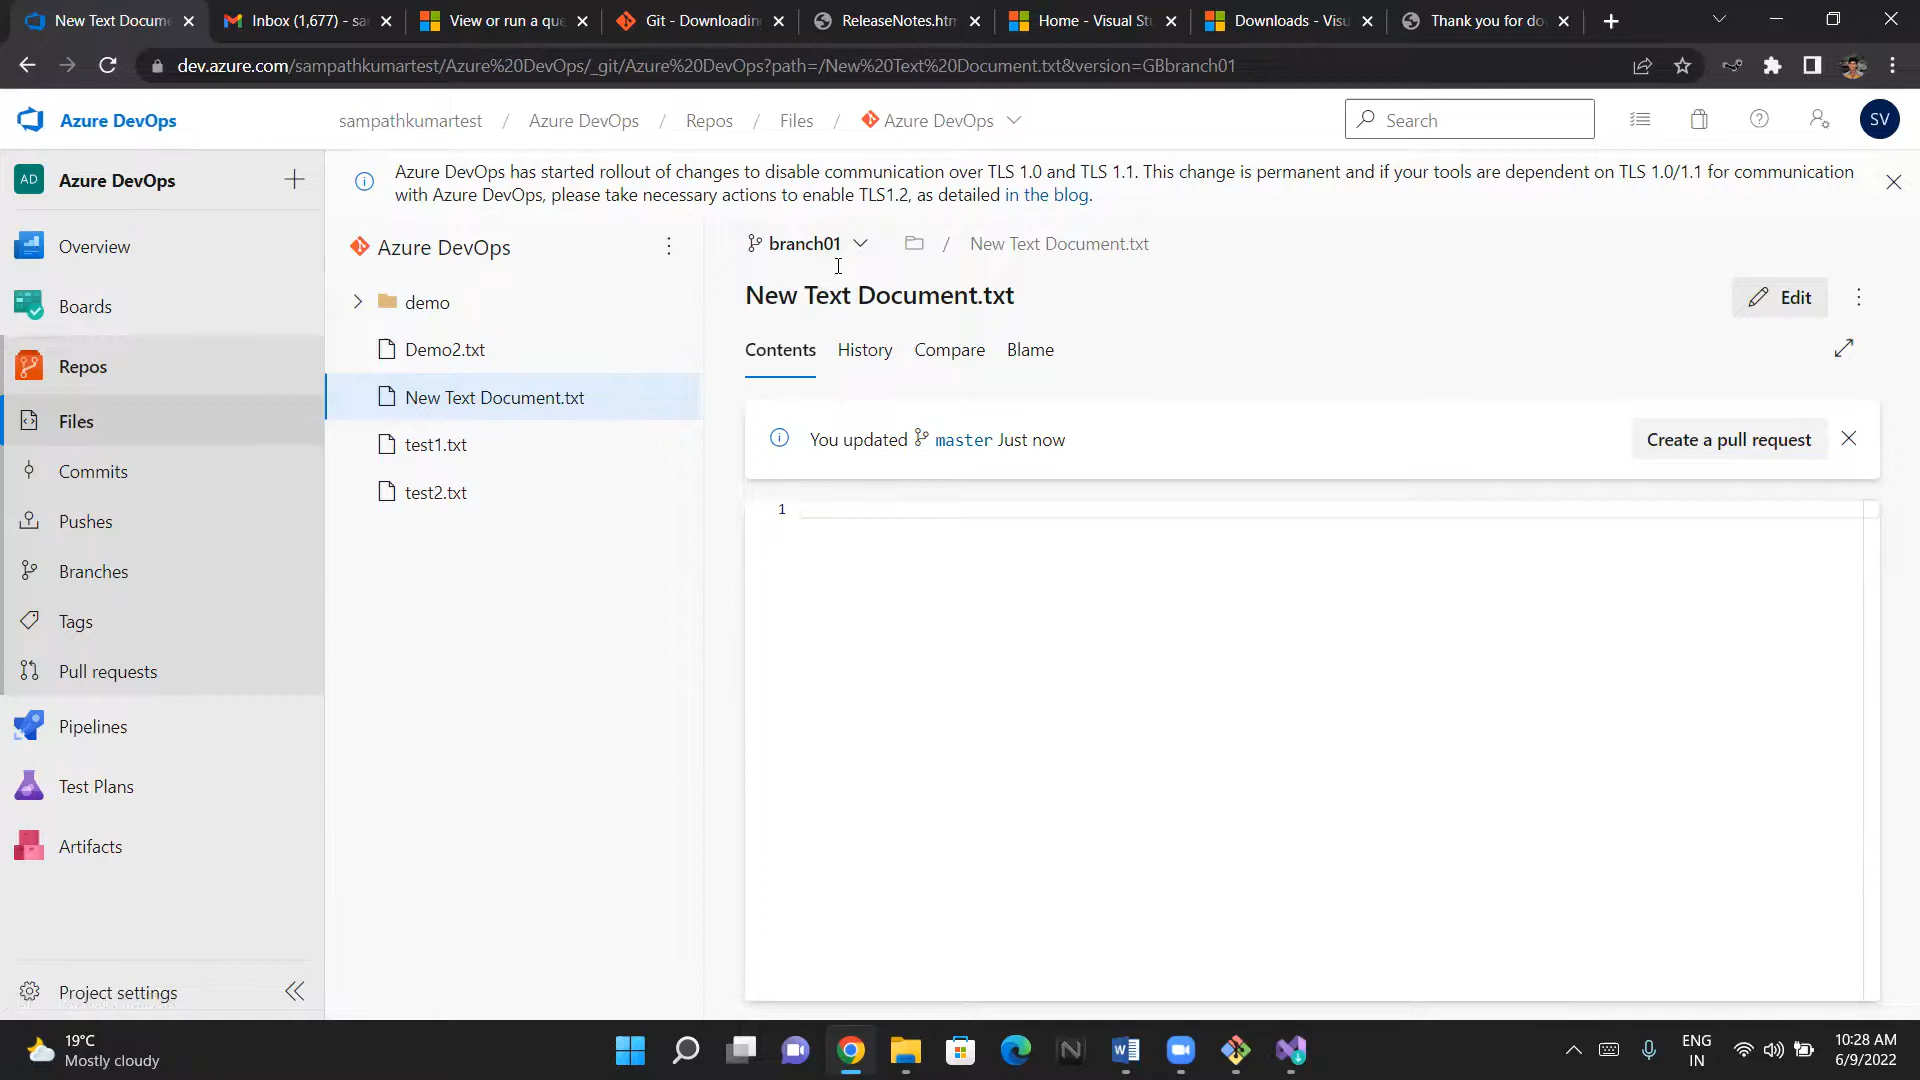 New Text Docume
Inbox (1,677) - sa
View or run a que
Git - Downloading
ReleaseNotes.htm
Home - Visual Stu
Downloads - Visu
Thank you for do
dev.azure.com/sampathkumartest/Azure%20DevOps/_git/Azure%20DevOps?path=/New%20Text%20Document.txt&version=GBbranch01
Azure DevOps
sampathkumartest / Azure DevOps / Repos / Files / Azure DevOps
Search
SV
AD Azure DevOps
Azure DevOps has started rollout of changes to disable communication over TLS 1.0 and TLS 1.1. This change is permanent and if your tools are dependent on TLS 1.0/1.1 for communication
with Azure DevOps, please take necessary actions to enable TLS1.2, as detailed in the blog.
Overview
Boards
Repos
Files
Commits
Pushes
Branches
Tags
Pull requests
Pipelines
Test Plans
Artifacts
Project settings
Azure DevOps
demo
Demo2.txt
New Text Document.txt
test1.txt
test2.txt
branch01 / New Text Document.txt
New Text Document.txt
Edit
Contents History Compare Blame
You updated master Just now
Create a pull request
1
19°C
Mostly cloudy
ENG
IN
10:28 AM
6/9/2022